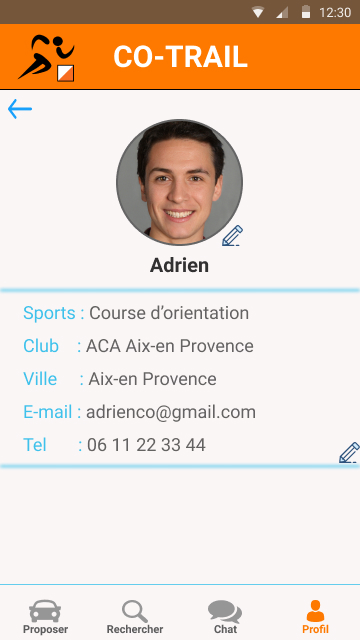 12:30
CO-TRAIL
Adrien
Sports : Course d’orientation
Club : ACA Aix-en Provence
Ville : Aix-en Provence
E-mail : adrienco@gmail.com
Tel : 06 11 22 33 44
Proposer Rechercher Chat Profil